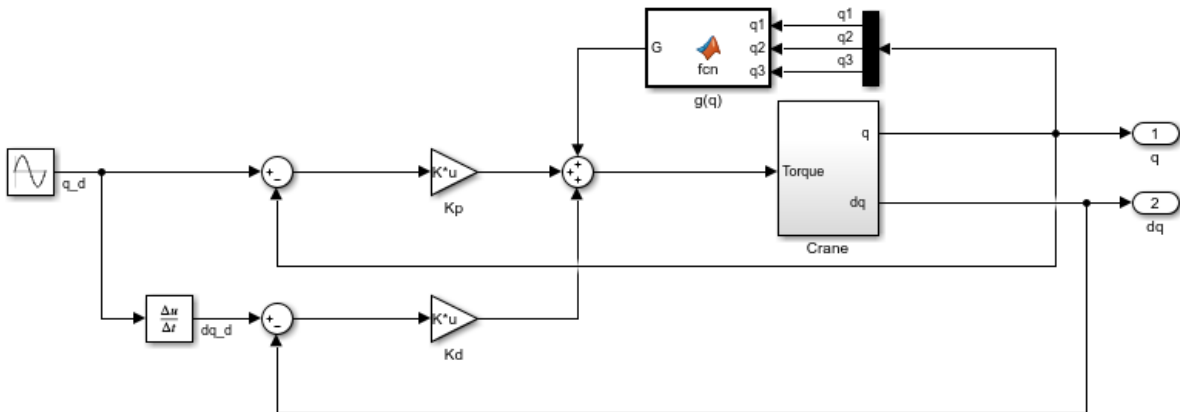 q1
q1
G
q2
q2
fcn
q3
q3
g(q)
q
1
q
q_d
+
−
K*u
Kp
+
+
+
Torque
dq
2
dq
Crane
Δu
Δt
dq_d
+
−
K*u
Kd